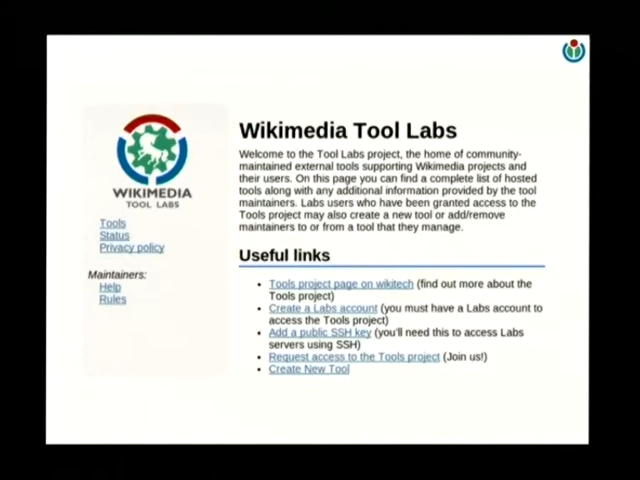 Wikimedia Tool Labs
Welcome to the Tool Labs project, the home of community-
maintained external tools supporting Wikimedia projects and
their users. On this page you can find a complete list of hosted
tools along with any additional information provided by the tool
maintainers. Labs users who have been granted access to the
Tools project may also create a new tool or add/remove
maintainers to or from a tool that they manage.
WIKIMEDIA
TOOL LABS
Tools
Status
Privacy policy
Maintainers:
Help
Rules
Useful links
• Tools project page on wikitech (find out more about the
Tools project)
• Create a Labs account (you must have a Labs account to
access the Tools project)
• Add a public SSH key (you'll need this to access Labs
servers using SSH)
• Request access to the Tools project (Join us!)
• Create New Tool